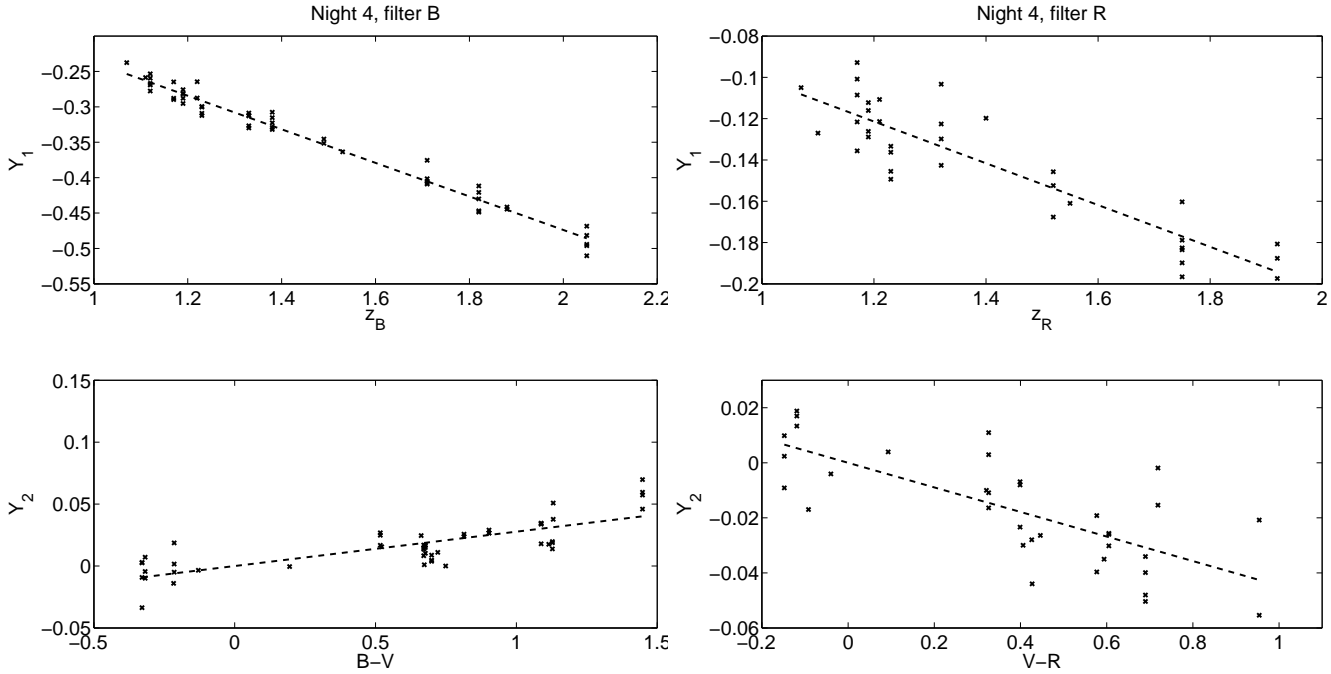 Night 4, filter B
Y1
−0.25
−0.3
−0.35
−0.4
−0.45
−0.5
−0.55
1 1.2 1.4 1.6 1.8 2 2.2
zB
Night 4, filter R
Y1
−0.08
−0.1
−0.12
−0.14
−0.16
−0.18
−0.2
1 1.2 1.4 1.6 1.8 2
zR
Y2
0.15
0.1
0.05
0
−0.05
−0.5 0 0.5 1 1.5
B−V
Y2
0.02
0
−0.02
−0.04
−0.06
−0.2 0 0.2 0.4 0.6 0.8 1
V−R